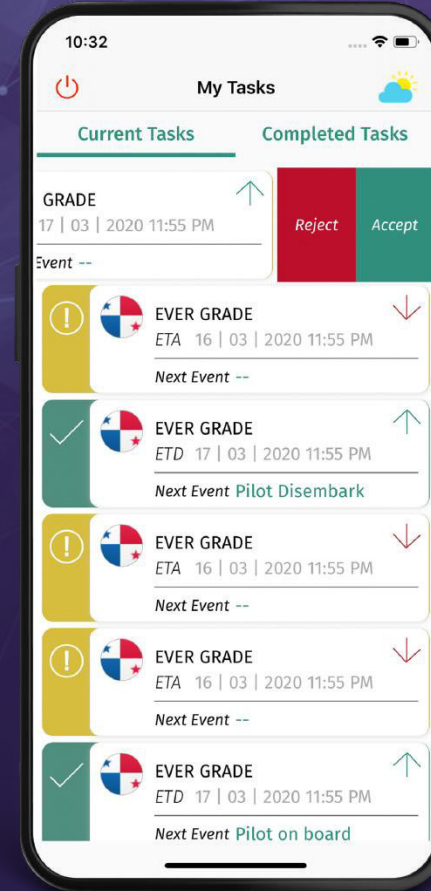 10:32
My Tasks
Current Tasks Completed Tasks
GRADE
17 | 03 | 2020 11:55 PM
Event --
Reject Accept
EVER GRADE
ETA 16 | 03 | 2020 11:55 PM
Next Event --
EVER GRADE
ETD 17 | 03 | 2020 11:55 PM
Next Event Pilot Disembark
EVER GRADE
ETA 16 | 03 | 2020 11:55 PM
Next Event --
EVER GRADE
ETA 16 | 03 | 2020 11:55 PM
Next Event --
EVER GRADE
ETD 17 | 03 | 2020 11:55 PM
Next Event Pilot on board